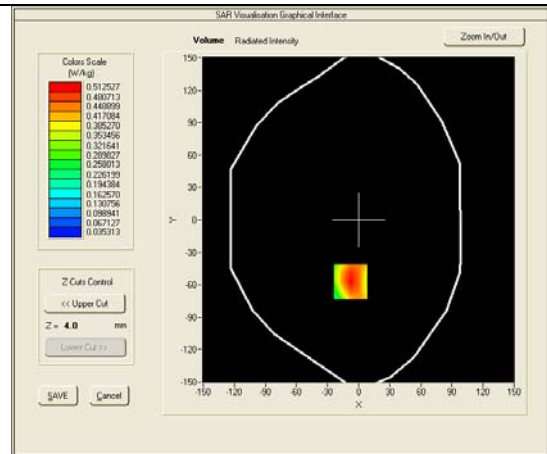 SAR Visualisation Graphical Interface
Volume Radiated Intensity
Zoom In/Out
Colors Scale
(W/kg)
0.512527
0.480713
0.448899
0.417084
0.385270
0.353456
0.321641
0.289827
0.258013
0.226199
0.194384
0.162570
0.130756
0.098941
0.067127
0.035313
Z Cuts Control
<< Upper Cut
Z = 4.0 mm
Lower Cut >>
SAVE Cancel
150
120
90
60
30
0
-30
-60
-90
-120
-150
Y
-150 -120 -90 -60 -30 0 30 60 90 120 150
X